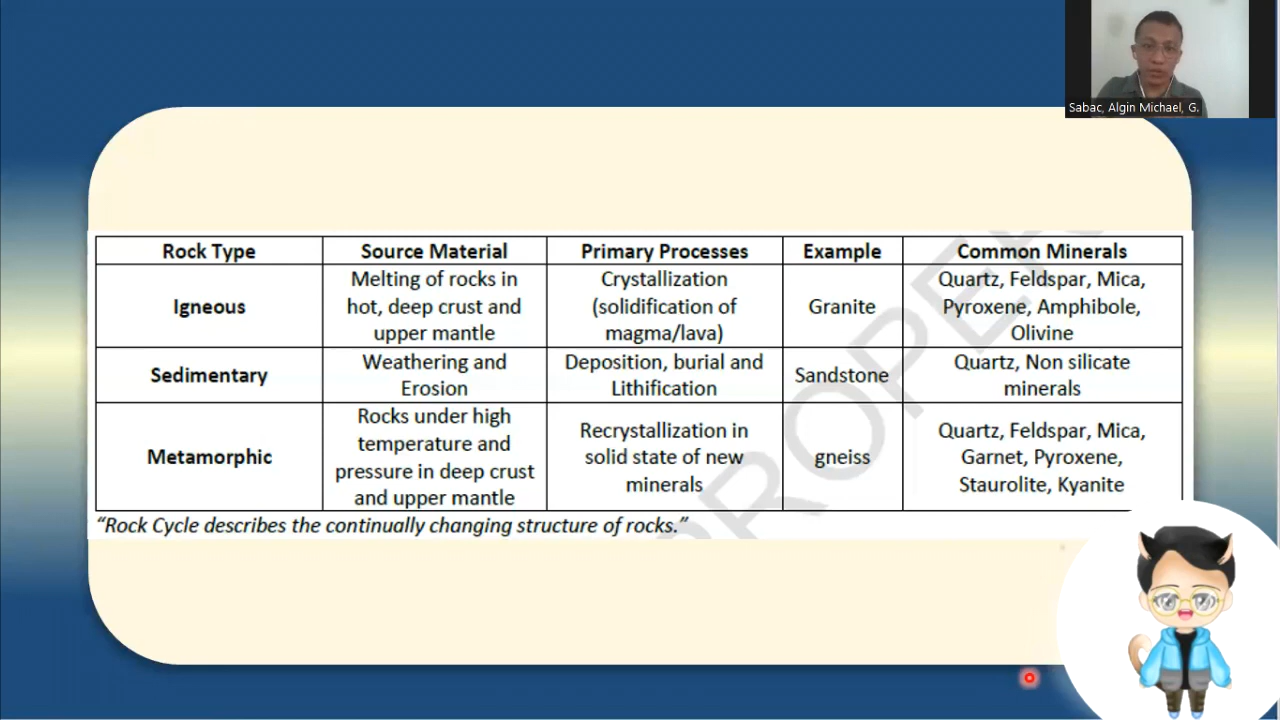 Sabac, Algin Michael, G.
Rock Type Source Material Primary Processes Example Common Minerals
Igneous
Melting of rocks in
hot, deep crust and
upper mantle
Crystallization
(solidification of
magma/lava)
Granite
Quartz, Feldspar, Mica,
Pyroxene, Amphibole,
Olivine
Sedimentary
Weathering and
Erosion
Deposition, burial and
Lithification
Sandstone
Quartz, Non silicate
minerals
Metamorphic
Rocks under high
temperature and
pressure in deep crust
and upper mantle
Recrystallization in
solid state of new
minerals
gneiss
Quartz, Feldspar, Mica,
Garnet, Pyroxene,
Staurolite, Kyanite
“Rock Cycle describes the continually changing structure of rocks.”